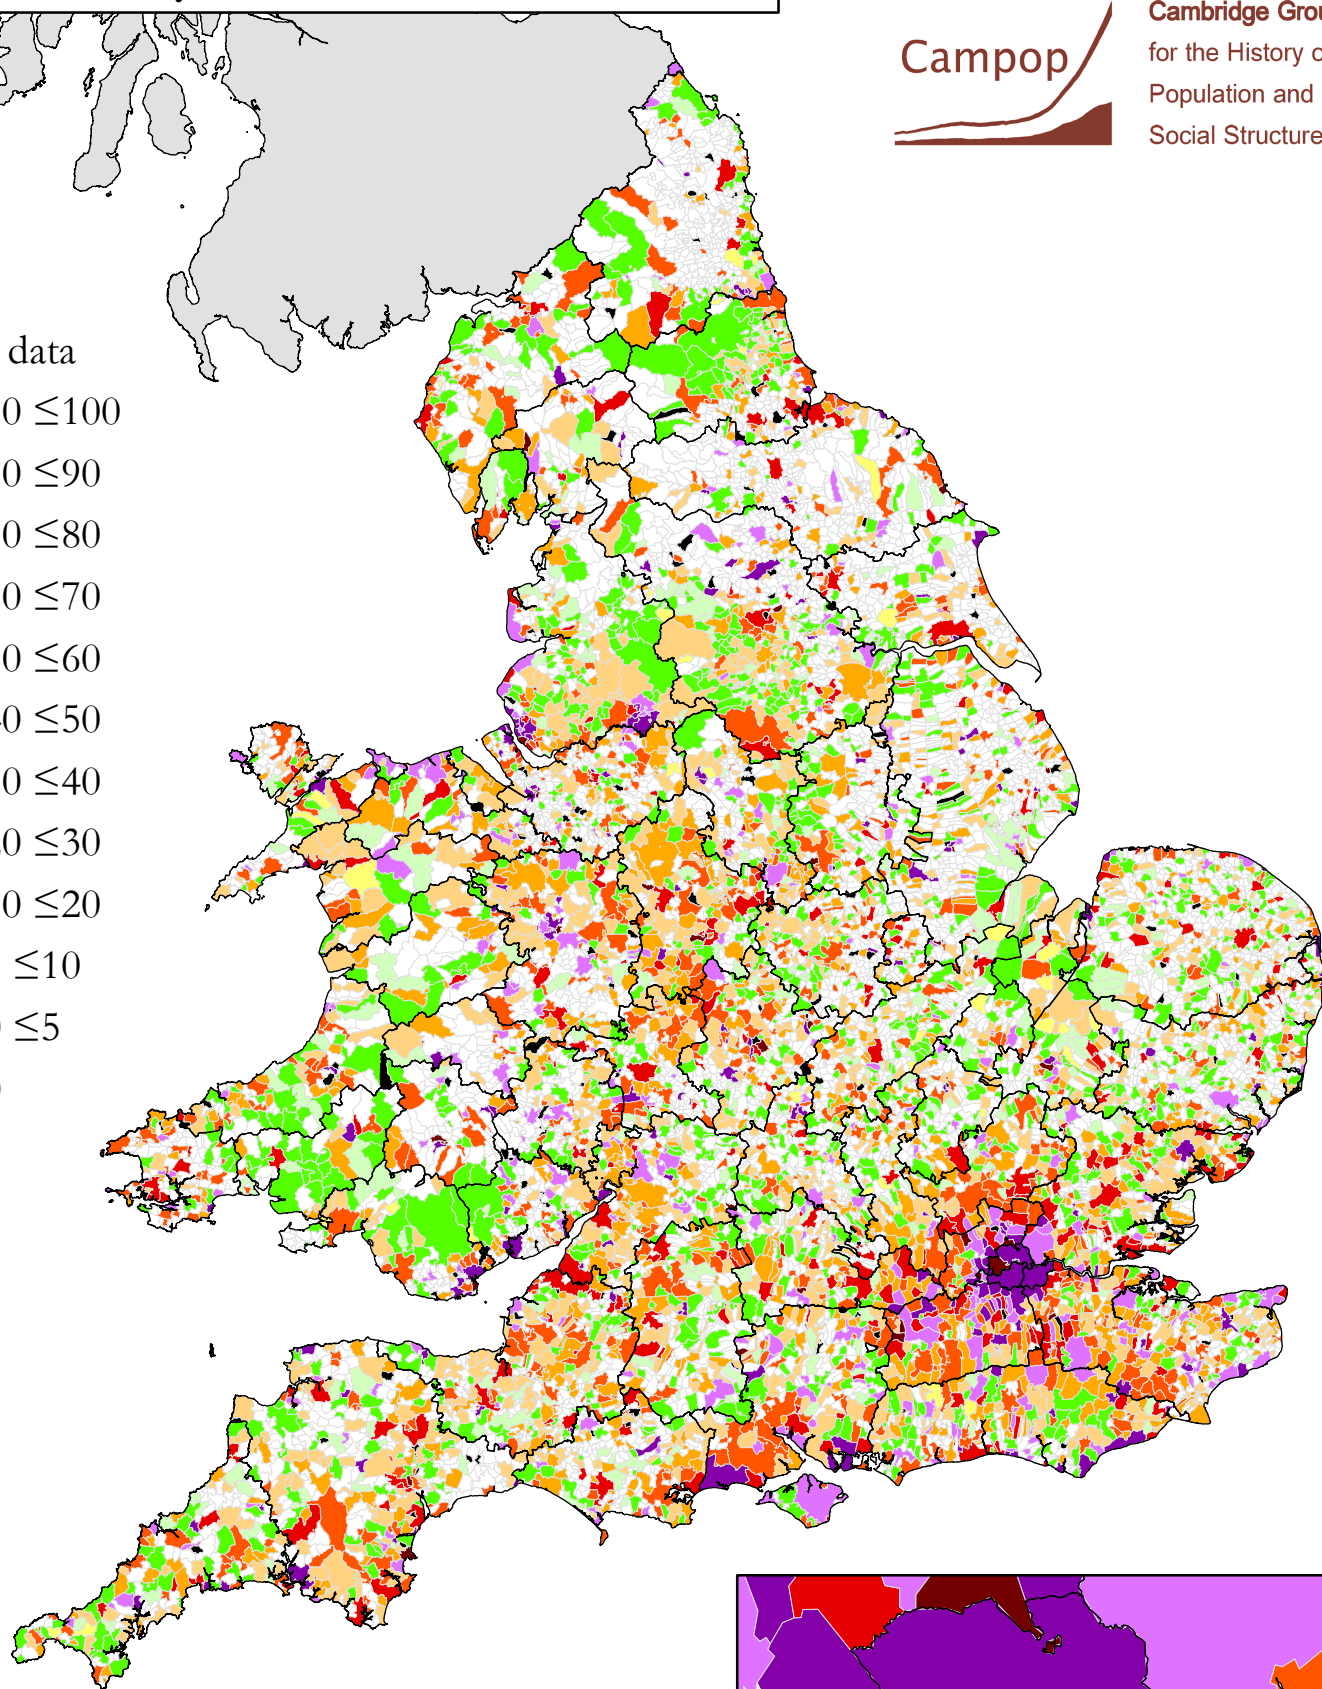 Campop
Cambridge Grou
for the History o
Population and
Social Structure
data
0 ≤100
0 ≤90
0 ≤80
0 ≤70
0 ≤60
0 ≤50
0 ≤40
0 ≤30
0 ≤20
≤10
≤5